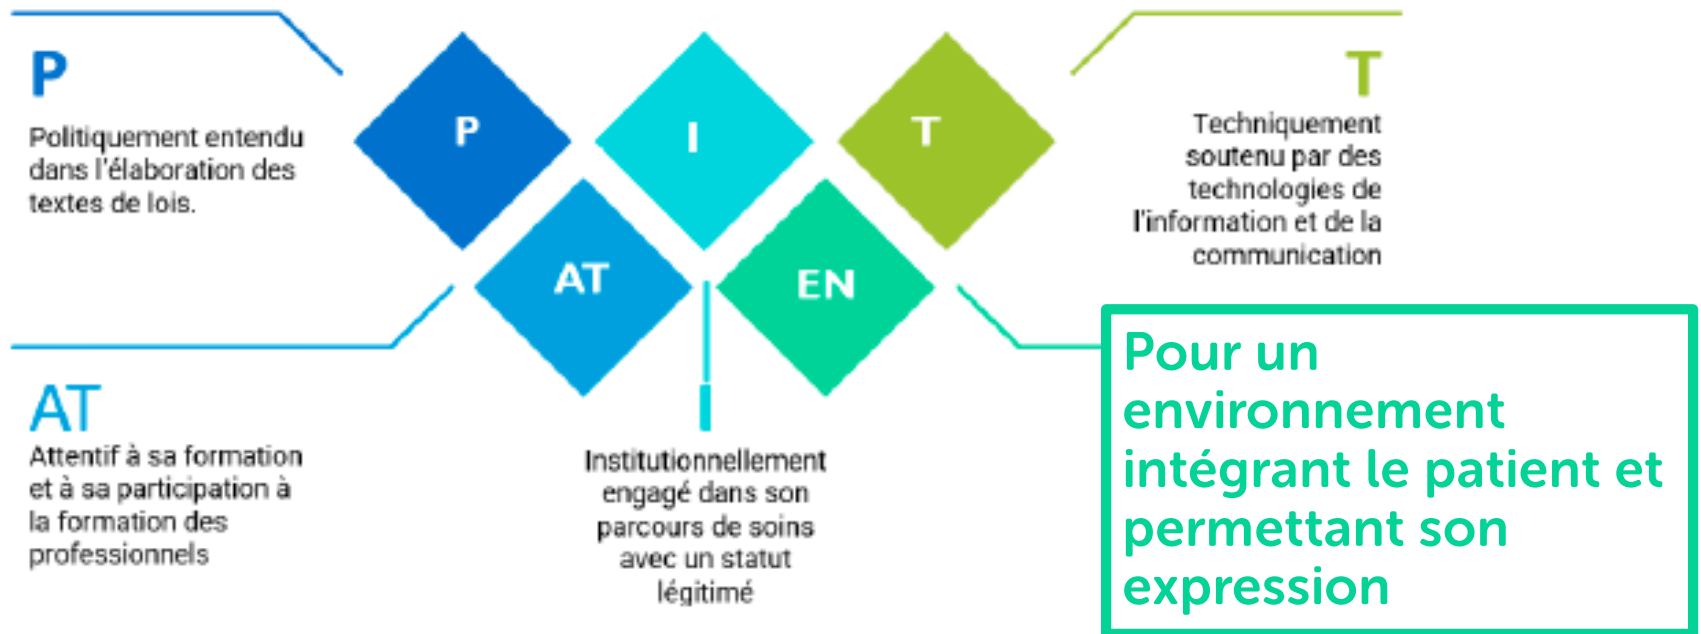 P
Politiquement entendu
dans l'élaboration des
textes de lois.
P
I
T
AT
EN
T
Techniquement
soutenu par des
technologies de
l'information et de la
communication
AT
Attentif à sa formation
et à sa participation à
la formation des
professionnels
I
Institutionnellement
engagé dans son
parcours de soins
avec un statut
légitimé
Pour un
environnement
intégrant le patient et
permettant son
expression